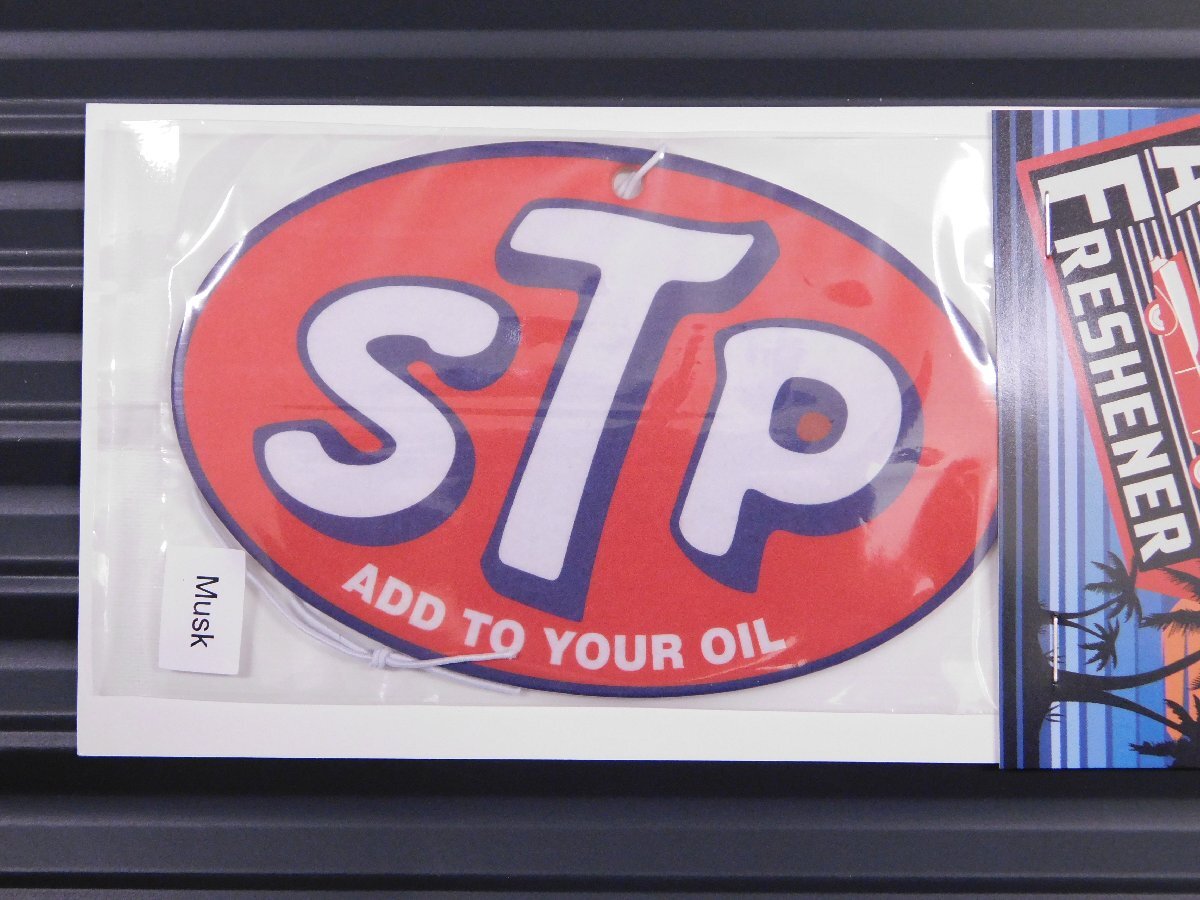 STP
ADD TO YOUR OIL
Musk
A
FRESHENER